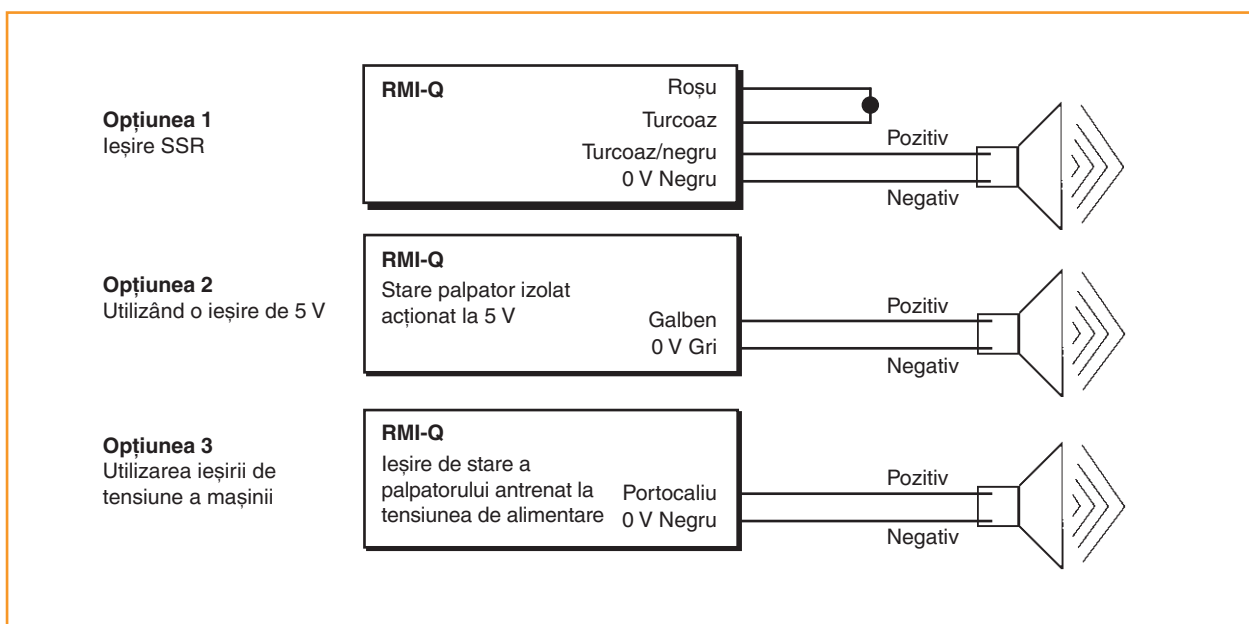 Opțiunea 1
Ieșire SSR
RMI-Q
Roșu
Turcoaz
Turcoaz/negru
0 V Negru
Pozitiv
Negativ
Opțiunea 2
Utilizând o ieșire de 5 V
RMI-Q
Stare palpator izolat
acționat la 5 V
Galben
0 V Gri
Pozitiv
Negativ
Opțiunea 3
Utilizarea ieșirii de
tensiune a mașinii
RMI-Q
Ieșire de stare a
palpatorului antrenat la
tensiunea de alimentare
Portocaliu
0 V Negru
Pozitiv
Negativ